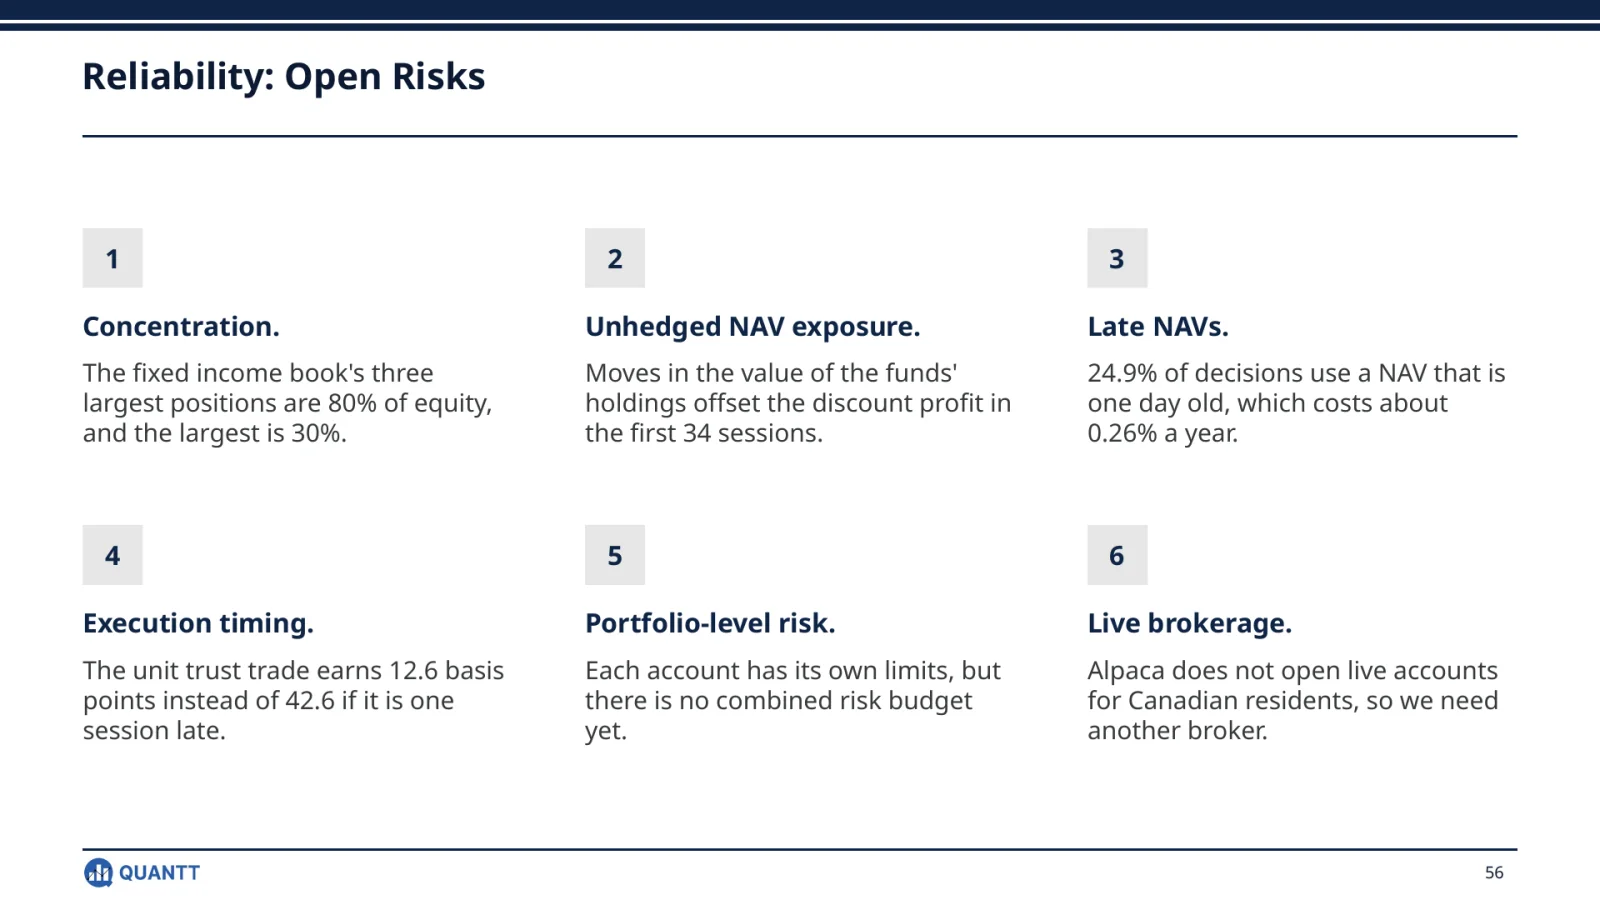 Reliability: Open Risks
1
Concentration.
The fixed income book's three
largest positions are 80% of equity,
and the largest is 30%.
2
Unhedged NAV exposure.
Moves in the value of the funds'
holdings offset the discount profit in
the first 34 sessions.
3
Late NAVs.
24.9% of decisions use a NAV that is
one day old, which costs about
0.26% a year.
4
Execution timing.
The unit trust trade earns 12.6 basis
points instead of 42.6 if it is one
session late.
5
Portfolio-level risk.
Each account has its own limits, but
there is no combined risk budget
yet.
6
Live brokerage.
Alpaca does not open live accounts
for Canadian residents, so we need
another broker.
QUANTT
56